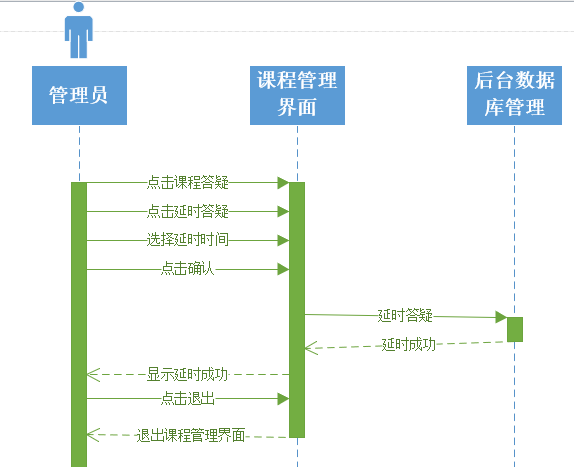 管理员
课程管理
界面
后台数据
库管理
点击课程答疑
点击延时答疑
选择延时时间
点击确认
延时答疑
延时成功
显示延时成功
点击退出
退出课程管理界面